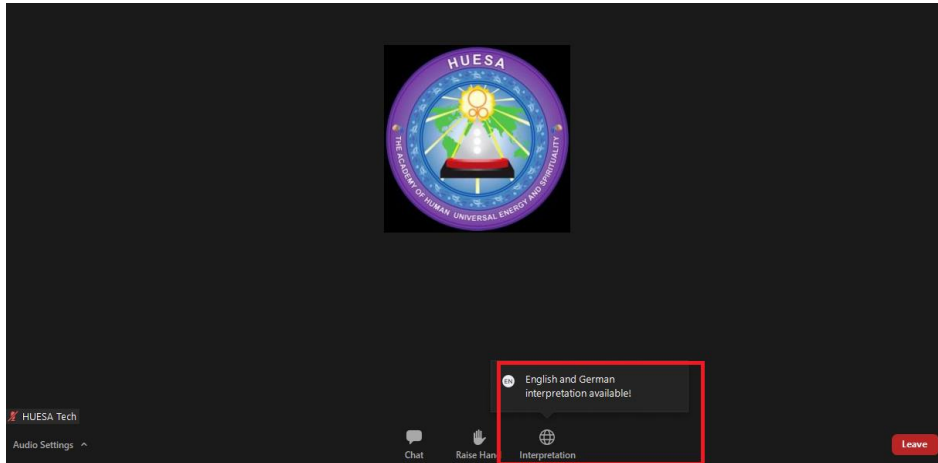 HUESA
THE ACADEMY OF HUMAN UNIVERSAL ENERGY AND SPIRITUALITY
EN
English and German
interpretation available!
HUESA Tech
Audio Settings
Chat
Raise Hand
Interpretation
Leave